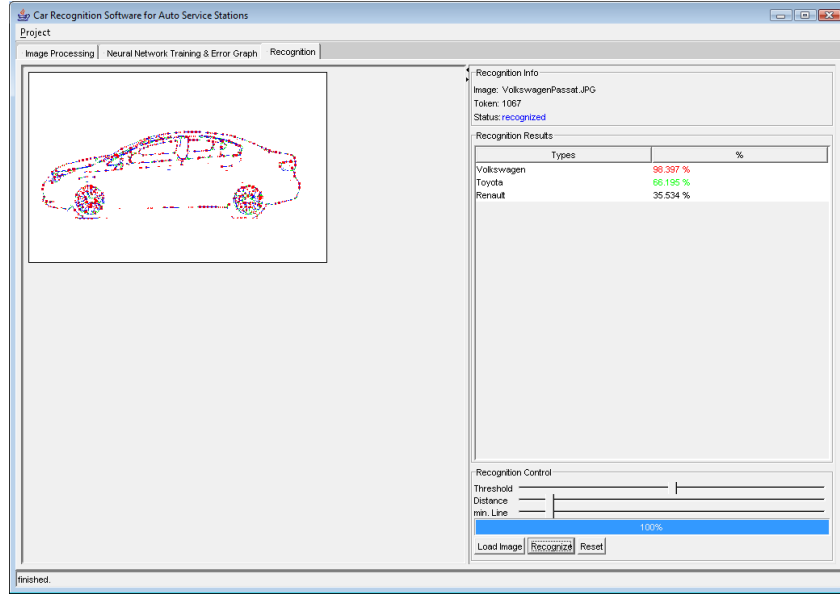 Car Recognition Software for Auto Service Stations
Project
Image Processing Neural Network Training & Error Graph Recognition
Recognition Info
Image: VolkswagenPassat.JPG
Token: 1067
Status: recognized
Recognition Results
Types %
Volkswagen 98.397 %
Toyota 66.195 %
Renault 35.534 %
Recognition Control
Threshold
Distance
min. Line
100%
Load Image Recognize Reset
finished.